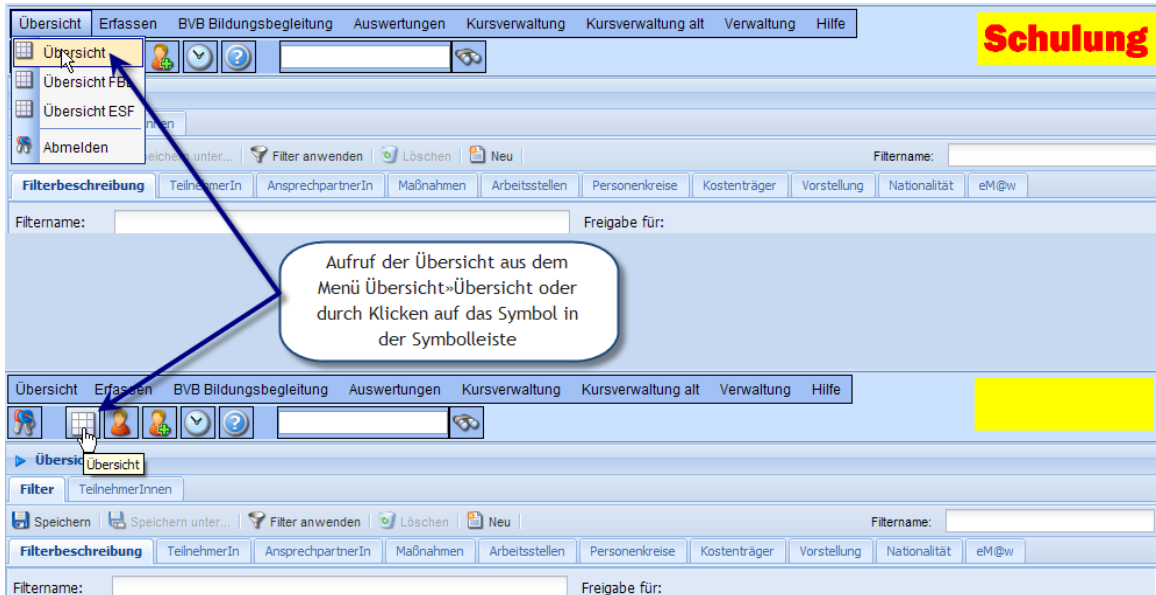 Übersicht Erfassen BVB Bildungsbegleitung Auswertungen Kursverwaltung Kursverwaltung alt Verwaltung Hilfe
Schulung
Übersicht
Übersicht
Übersicht ESF
Abmelden
Filter anwenden Löschen Neu Filtername:
Filterbeschreibung TeilnehmerIn AnsprechpartnerIn Maßnahmen Arbeitsstellen Personenkreise Kostenträger Vorstellung Nationalität eM@w
Filtername: Freigabe für:
Aufruf der Übersicht aus dem
Menü Übersicht»Übersicht oder
durch Klicken auf das Symbol in
der Symbolleiste
Übersicht Erfassen BVB Bildungsbegleitung Auswertungen Kursverwaltung Kursverwaltung alt Verwaltung Hilfe
Übersic
Übersicht
Filter TeilnehmerInnen
Speichern Speichern unter... Filter anwenden Löschen Neu Filtername:
Filterbeschreibung TeilnehmerIn AnsprechpartnerIn Maßnahmen Arbeitsstellen Personenkreise Kostenträger Vorstellung Nationalität eM@w
Filtername: Freigabe für: